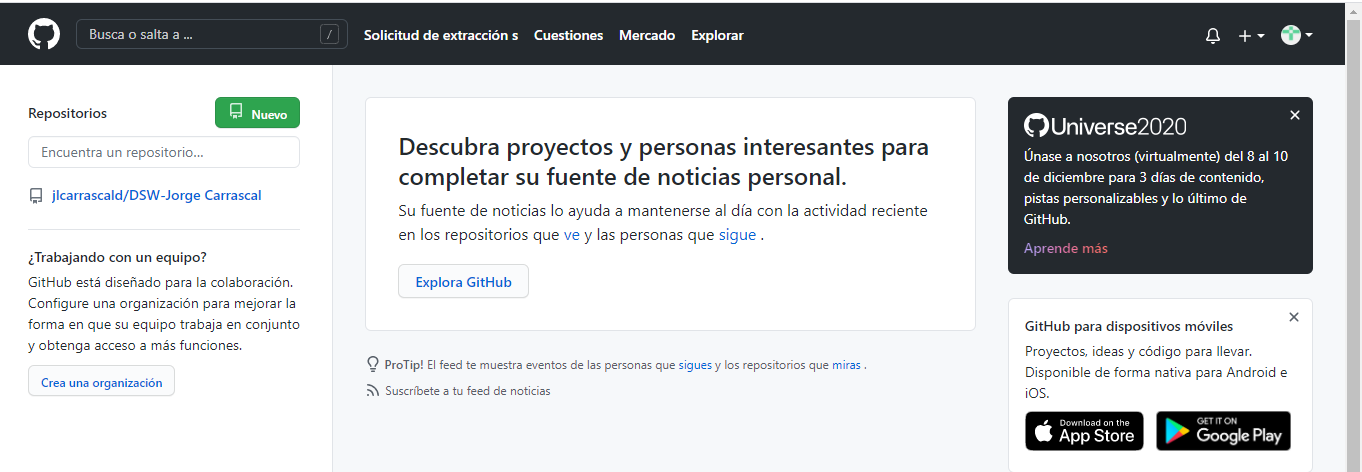 Busca o salta a ...
/
Solicitud de extracción s
Cuestiones
Mercado
Explorar
Repositorios
Nuevo
Encuentra un repositorio...
jlcarrascald/DSW-Jorge Carrascal
¿Trabajando con un equipo?
GitHub está diseñado para la colaboración.
Configure una organización para mejorar la
forma en que su equipo trabaja en conjunto
y obtenga acceso a más funciones.
Crea una organización
Descubra proyectos y personas interesantes para
completar su fuente de noticias personal.
Su fuente de noticias lo ayuda a mantenerse al día con la actividad reciente
en los repositorios que ve y las personas que sigue .
Explora GitHub
ProTip! El feed te muestra eventos de las personas que sigues y los repositorios que miras .
Suscríbete a tu feed de noticias
Universe2020
Únase a nosotros (virtualmente) del 8 al 10
de diciembre para 3 días de contenido,
pistas personalizables y lo último de
GitHub.
Aprende más
GitHub para dispositivos móviles
Proyectos, ideas y código para llevar.
Disponible de forma nativa para Android e
iOS.
Download on the
App Store
GET IT ON
Google Play